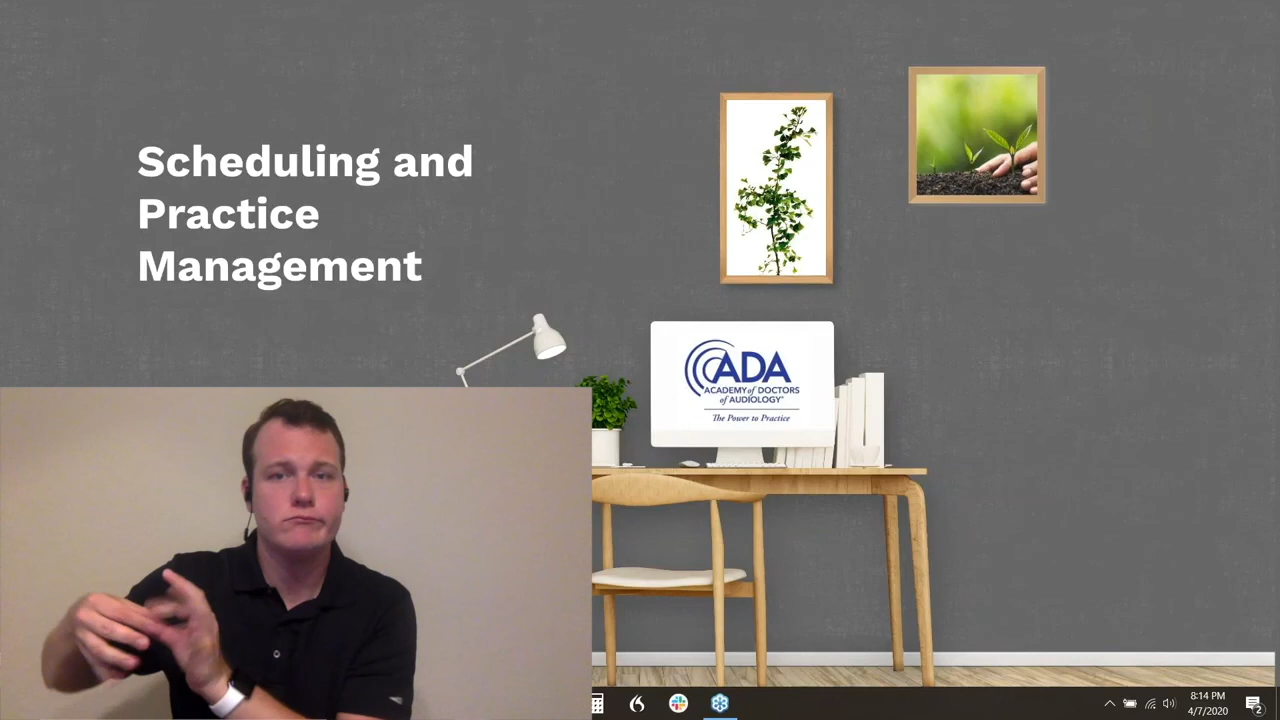 Scheduling and
Practice
Management
ADA
ACADEMY of DOCTORS
of AUDIOLOGY®
The Power to Practice
8:14 PM
4/7/2020
2